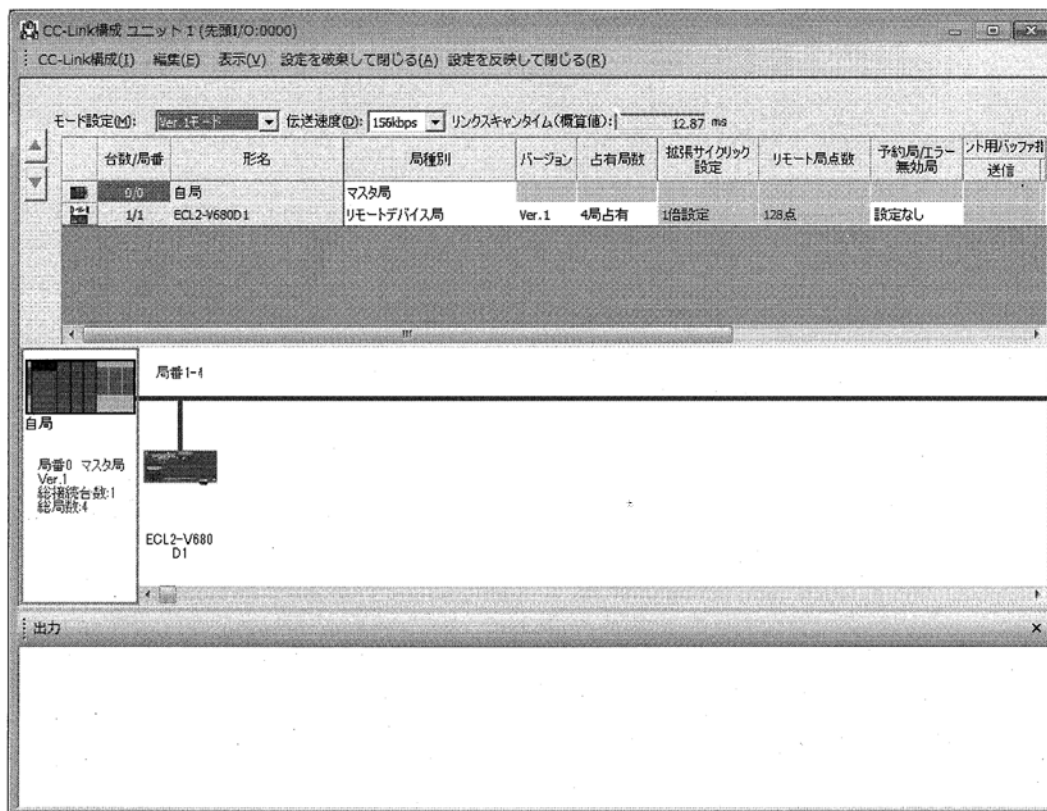 CC-Link構成 ユニット 1 (先頭I/O:0000)
CC-Link構成(I) 編集(E) 表示(V) 設定を破棄して閉じる(A) 設定を反映して閉じる(R)
モード設定(M): Ver.1モード 伝送速度(D): 156kbps リンクスキャンタイム(概算値): 12.87 ms
台数/局番 形名 局種別 バージョン 占有局数 拡張サイクリック設定 リモート局点数 予約局/エラー無効局 ント用バッファ指 送信
0/0 自局 マスタ局
1/1 ECL2-V680D1 リモートデバイス局 Ver.1 4局占有 1倍設定 128点 設定なし
局番1-4
自局
局番0 マスタ局
Ver.1
総接続台数:1
総局数:4
ECL2-V680
D1
出力